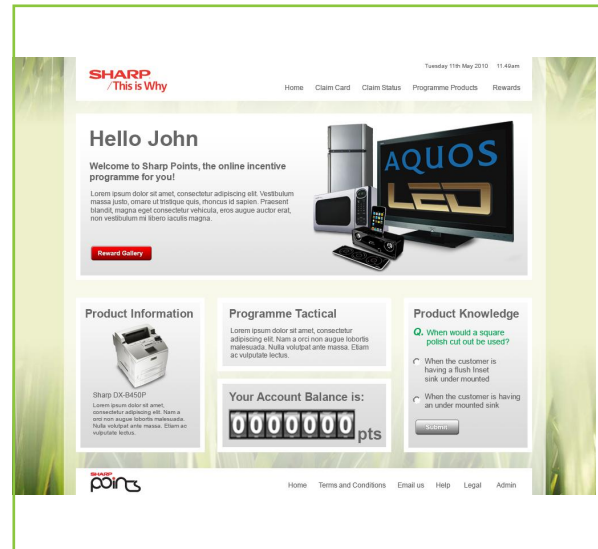 Tuesday 11th May 2010 11.49am
SHARP
/This is Why
Home Claim Card Claim Status Programme Products Rewards
Hello John
Welcome to Sharp Points, the online incentive
programme for you!
Lorem ipsum dolor sit amet, consectetur adipiscing elit. Vestibulum
massa justo, ornare ut tristique quis, rhoncus id sapien. Praesent
blandit, magna eget consectetur vehicula, eros augue auctor erat,
non vestibulum mi libero iaculis magna.
Reward Gallery
AQUOS
LED
Product Information
Sharp DX-B450P
Lorem ipsum dolor sit amet,
consectetur adipiscing elit. Nam a
orci non augue lobortis malesuada.
Nulla volutpat ante massa. Etiam ac
vulputate lectus.
Programme Tactical
Lorem ipsum dolor sit amet, consectetur
adipiscing elit. Nam a orci non augue lobortis
malesuada. Nulla volutpat ante massa. Etiam
ac vulputate lectus.
Your Account Balance is:
0000000 pts
Product Knowledge
Q. When would a square
polish cut out be used?
When the customer is
having a flush Inset
sink under mounted
When the customer is having
an under mounted sink
Submit
SHARP
points
Home Terms and Conditions Email us Help Legal Admin